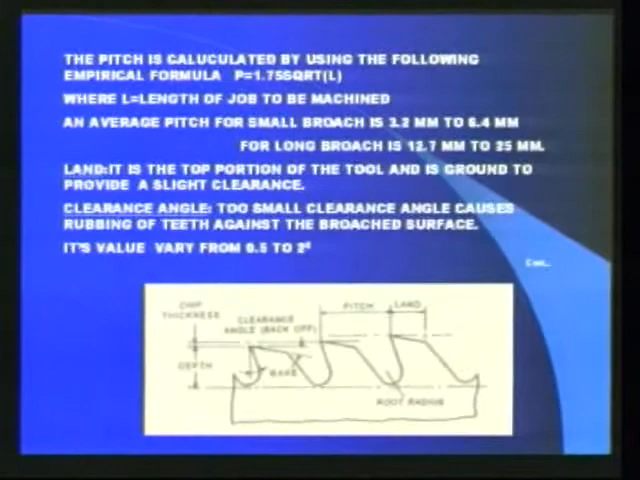 THE PITCH IS CALUCULATED BY USING THE FOLLOWING
EMPIRICAL FORMULA P=1.75SQRT(L)
WHERE L=LENGTH OF JOB TO BE MACHINED
AN AVERAGE PITCH FOR SMALL BROACH IS 3.2 MM TO 6.4 MM
FOR LONG BROACH IS 12.7 MM TO 25 MM.
LAND:IT IS THE TOP PORTION OF THE TOOL AND IS GROUND TO
PROVIDE A SLIGHT CLEARANCE.
CLEARANCE ANGLE: TOO SMALL CLEARANCE ANGLE CAUSES
RUBBING OF TEETH AGAINST THE BROACHED SURFACE.
IT'S VALUE VARY FROM 0.5 TO 2⁰
Cont..
CHIP
THICKNESS
CLEARANCE
ANGLE (BACK OFF)
PITCH
LAND
DEPTH
ROOT RADIUS